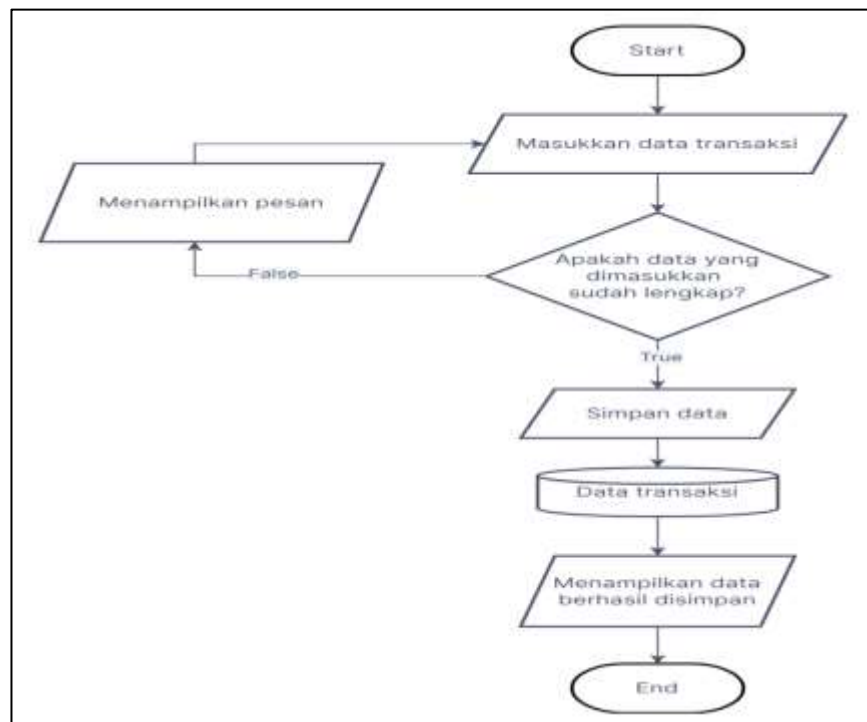 Start
Masukkan data transaksi
Menampilkan pesan
Apakah data yang
dimasukkan
sudah lengkap?
False
True
Simpan data
Data transaksi
Menampilkan data
berhasil disimpan
End